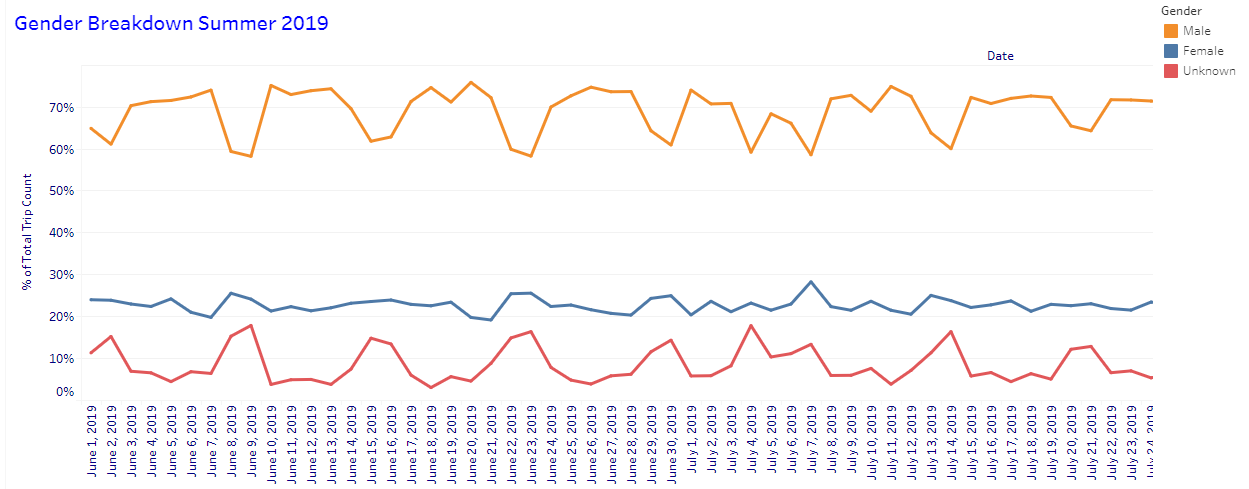 Gender Breakdown Summer 2019
Gender
Male
Female
Unknown
Date
% of Total Trip Count
70%
60%
50%
40%
30%
20%
10%
0%
June 1, 2019
June 2, 2019
June 3, 2019
June 4, 2019
June 5, 2019
June 6, 2019
June 7, 2019
June 8, 2019
June 9, 2019
June 10, 2019
June 11, 2019
June 12, 2019
June 13, 2019
June 14, 2019
June 15, 2019
June 16, 2019
June 17, 2019
June 18, 2019
June 19, 2019
June 20, 2019
June 21, 2019
June 22, 2019
June 23, 2019
June 24, 2019
June 25, 2019
June 26, 2019
June 27, 2019
June 28, 2019
June 29, 2019
June 30, 2019
July 1, 2019
July 2, 2019
July 3, 2019
July 4, 2019
July 5, 2019
July 6, 2019
July 7, 2019
July 8, 2019
July 9, 2019
July 10, 2019
July 11, 2019
July 12, 2019
July 13, 2019
July 14, 2019
July 15, 2019
July 16, 2019
July 17, 2019
July 18, 2019
July 19, 2019
July 20, 2019
July 21, 2019
July 22, 2019
July 23, 2019
July 24, 2019